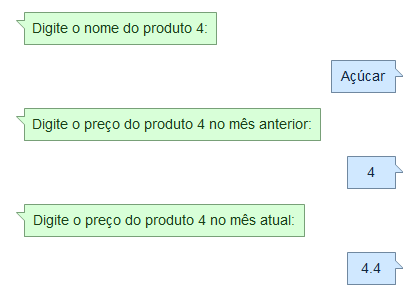 Digite o nome do produto 4:
Açúcar
Digite o preço do produto 4 no mês anterior:
4
Digite o preço do produto 4 no mês atual:
4.4